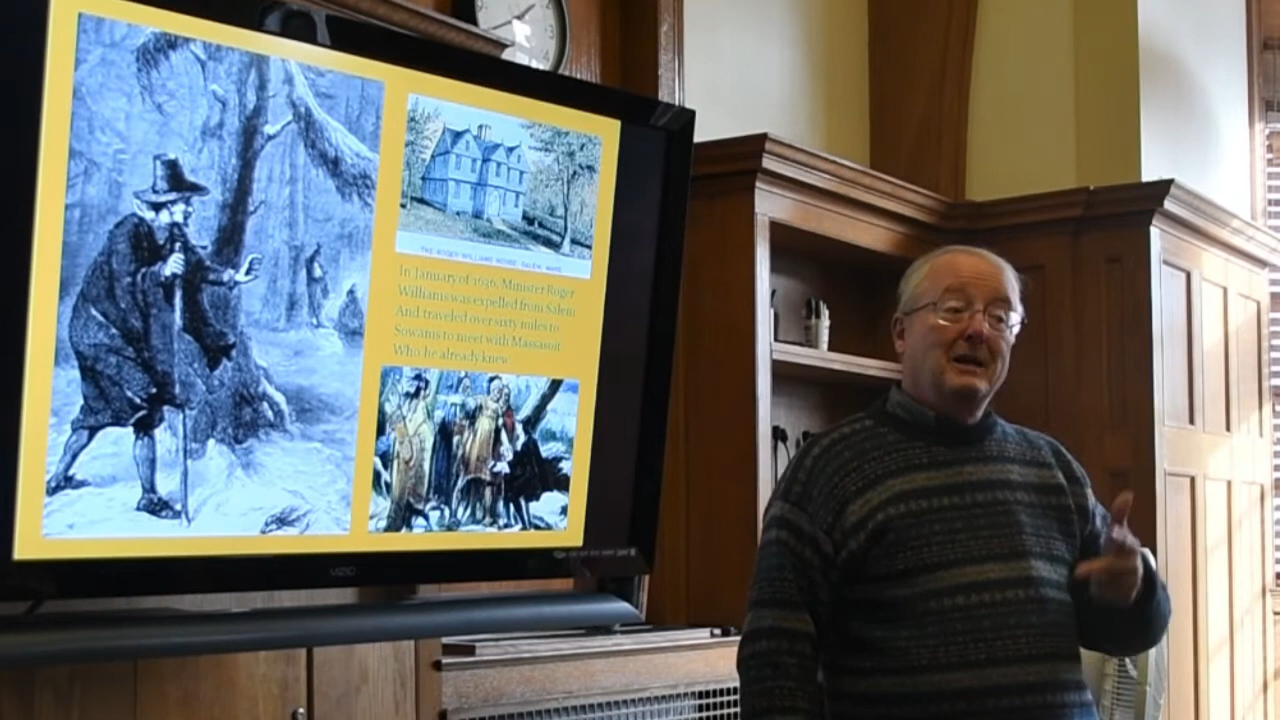 THE ROGER WILLIAMS HOUSE, SALEM, MASS.
In January of 1636, Minister Roger
Williams was expelled from Salem
And traveled over sixty miles to
Sowams to meet with Massasoit
Who he already knew
VIZIO